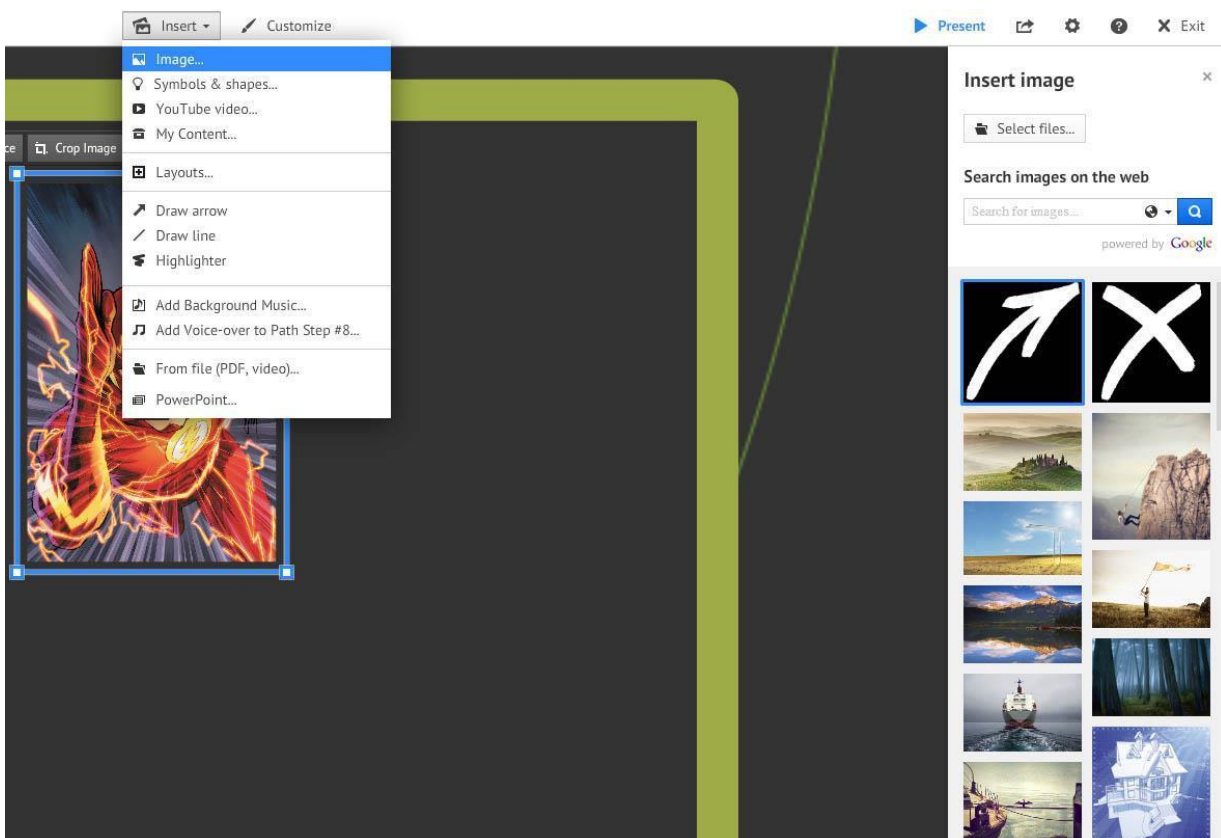 Insert
Customize
Present
Exit
Image...
Symbols & shapes...
YouTube video...
My Content...
Layouts...
Draw arrow
Draw line
Highlighter
Add Background Music...
Add Voice-over to Path Step #8...
From file (PDF, video)...
PowerPoint...
Crop Image
Insert image
Select files...
Search images on the web
Search for images...
powered by Google